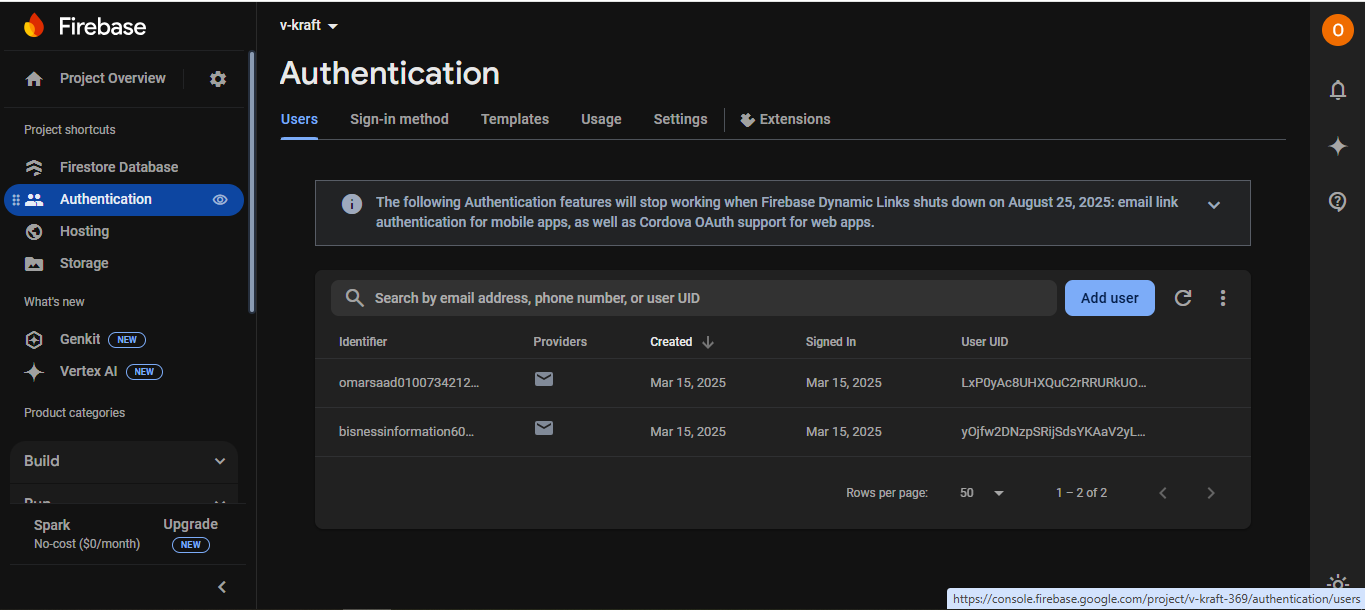 Firebase
Project Overview
Project shortcuts
Firestore Database
Authentication
Hosting
Storage
What's new
Genkit NEW
Vertex AI NEW
Product categories
Build
Run
Spark
No-cost ($0/month)
Upgrade
NEW
v-kraft
Authentication
Users Sign-in method Templates Usage Settings Extensions
The following Authentication features will stop working when Firebase Dynamic Links shuts down on August 25, 2025: email link
authentication for mobile apps, as well as Cordova OAuth support for web apps.
Search by email address, phone number, or user UID
Add user
Identifier Providers Created Signed In User UID
omarsaad0100734212… Mar 15, 2025 Mar 15, 2025 LxP0yAc8UHXQuC2rRRURkUO…
bisnessinformation60… Mar 15, 2025 Mar 15, 2025 yOjfw2DNzpSRijSdsYKAaV2yL…
Rows per page: 50 1 – 2 of 2
O
https://console.firebase.google.com/project/v-kraft-369/authentication/users